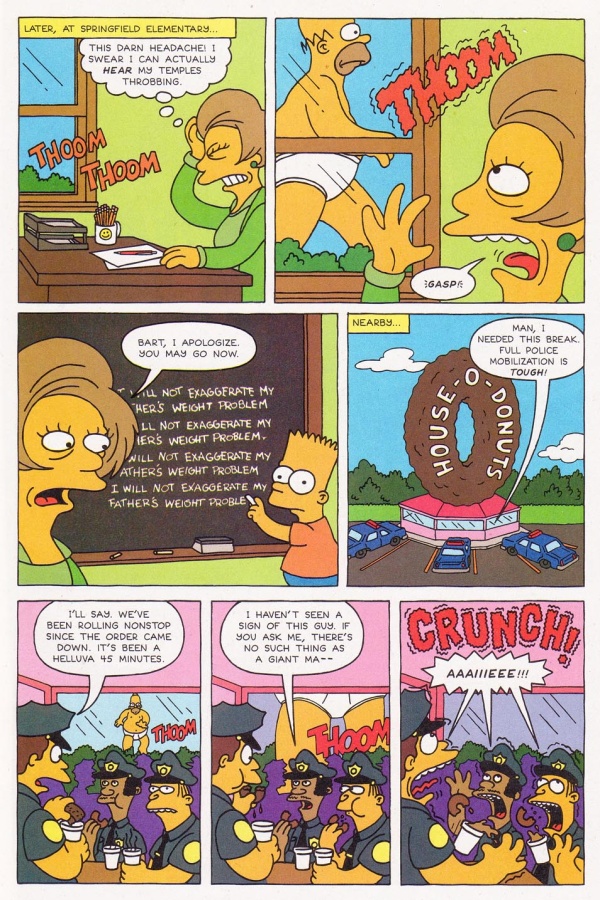 LATER, AT SPRINGFIELD ELEMENTARY...
THIS DARN HEADACHE! I
SWEAR I CAN ACTUALLY
HEAR MY TEMPLES
THROBBING.
THOOM
THOOM
THOOM
GASP!
BART, I APOLOGIZE.
YOU MAY GO NOW.
WILL NOT EXAGGERATE MY
HER'S WEIGHT PROBLEM
LL NOT EXAGGERATE MY
ER'S WEIGHT PROBLEM.
WILL NOT EXAGGERATE MY
ATHER'S WEIGHT PROBLEM
I WILL NOT EXAGGERATE MY
FATHER'S WEIGHT PROBLE
NEARBY...
MAN, I
NEEDED THIS BREAK.
FULL POLICE
MOBILIZATION IS
TOUGH!
HOUSE-O-DONUTS
I'LL SAY. WE'VE
BEEN ROLLING NONSTOP
SINCE THE ORDER CAME
DOWN. IT'S BEEN A
HELLUVA 45 MINUTES.
THOOM
I HAVEN'T SEEN A
SIGN OF THIS GUY. IF
YOU ASK ME, THERE'S
NO SUCH THING AS
A GIANT MA--
THOOM
CRUNCH!
AAAIIIEEE!!!